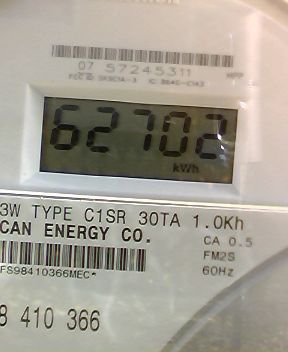 07 57245311
62702
kWh
3W TYPE C1SR 30TA 1.0Kh
CAN ENERGY CO.
CA 0.5
FM2S
60Hz
FS98410366MEC*
8 410 366